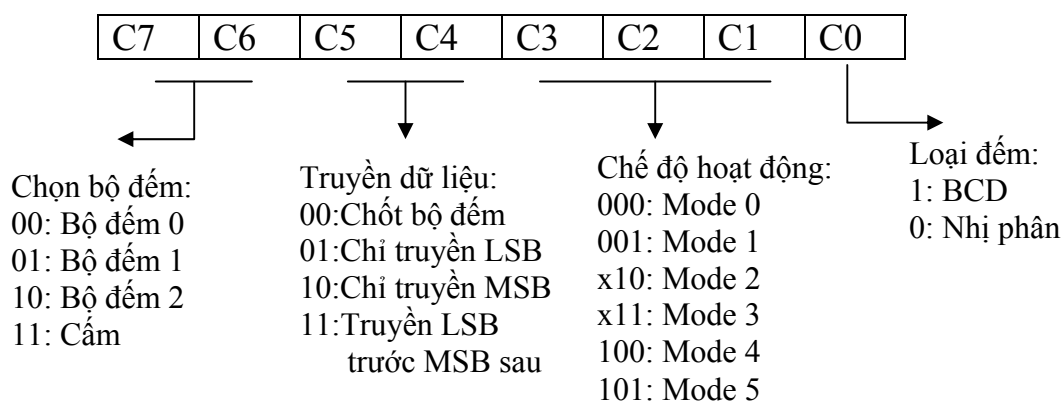 C7 C6 C5 C4 C3 C2 C1 C0
Chọn bộ đếm:
00: Bộ đếm 0
01: Bộ đếm 1
10: Bộ đếm 2
11: Cấm
Truyền dữ liệu:
00:Chốt bộ đếm
01:Chỉ truyền LSB
10:Chỉ truyền MSB
11:Truyền LSB
trước MSB sau
Chế độ hoạt động:
000: Mode 0
001: Mode 1
x10: Mode 2
x11: Mode 3
100: Mode 4
101: Mode 5
Loại đếm:
1: BCD
0: Nhị phân